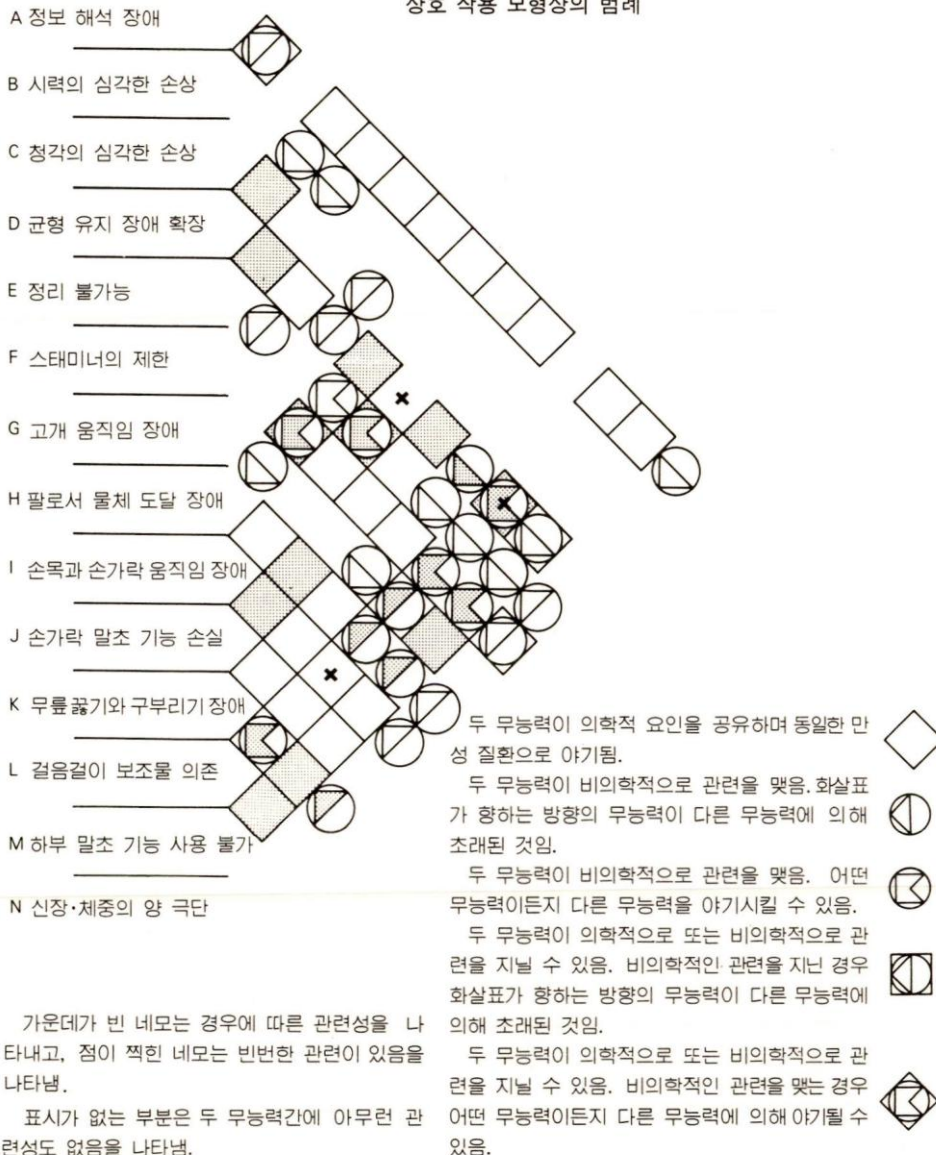 상호 작용 모형상의 범례
A 정보 해석 장애
B 시력의 심각한 손상
C 청각의 심각한 손상
D 균형 유지 장애 확장
E 정리 불가능
F 스태미너의 제한
G 고개 움직임 장애
H 팔로서 물체 도달 장애
I 손목과 손가락 움직임 장애
J 손가락 말초 기능 손실
K 무릎꿇기와 구부리기 장애
L 걸음걸이 보조물 의존
M 하부 말초 기능 사용 불가
N 신장·체중의 양 극단
가운데가 빈 네모는 경우에 따른 관련성을 나
타내고, 점이 찍힌 네모는 빈번한 관련이 있음을
나타냄.
표시가 없는 부분은 두 무능력간에 아무런 관
련성도 없음을 나타냄.
두 무능력이 의학적 요인을 공유하며 동일한 만
성 질환으로 야기됨.
두 무능력이 비의학적으로 관련을 맺음. 화살표
가 향하는 방향의 무능력이 다른 무능력에 의해
초래된 것임.
두 무능력이 비의학적으로 관련을 맺음. 어떤
무능력이든지 다른 무능력을 야기시킬 수 있음.
두 무능력이 의학적으로 또는 비의학적으로 관
련을 지닐 수 있음. 비의학적인 관련을 지닌 경우
화살표가 향하는 방향의 무능력이 다른 무능력에
의해 초래된 것임.
두 무능력이 의학적으로 또는 비의학적으로 관
련을 지닐 수 있음. 비의학적인 관련을 맺는 경우
어떤 무능력이든지 다른 무능력에 의해 야기될 수
있음.